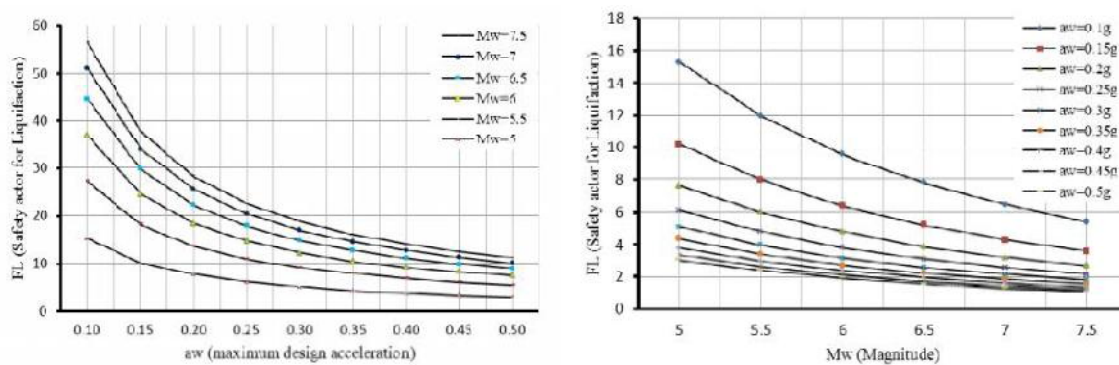 FL (Safety actor for Liquifaction)
60
50
40
30
20
10
0
Mw=7.5
Mw=7
Mw=6.5
Mw=6
Mw=5.5
Mw=5
0.10 0.15 0.20 0.25 0.30 0.35 0.40 0.45 0.50
aw (maximum design acceleration)
FL (Safety actor for Liquifaction)
18
16
14
12
10
8
6
4
2
0
aw=0.1g
aw=0.15g
aw=0.2g
aw=0.25g
aw=0.3g
aw=0.35g
aw=0.4g
aw=0.45g
aw=0.5g
5 5.5 6 6.5 7 7.5
Mw (Magnitude)